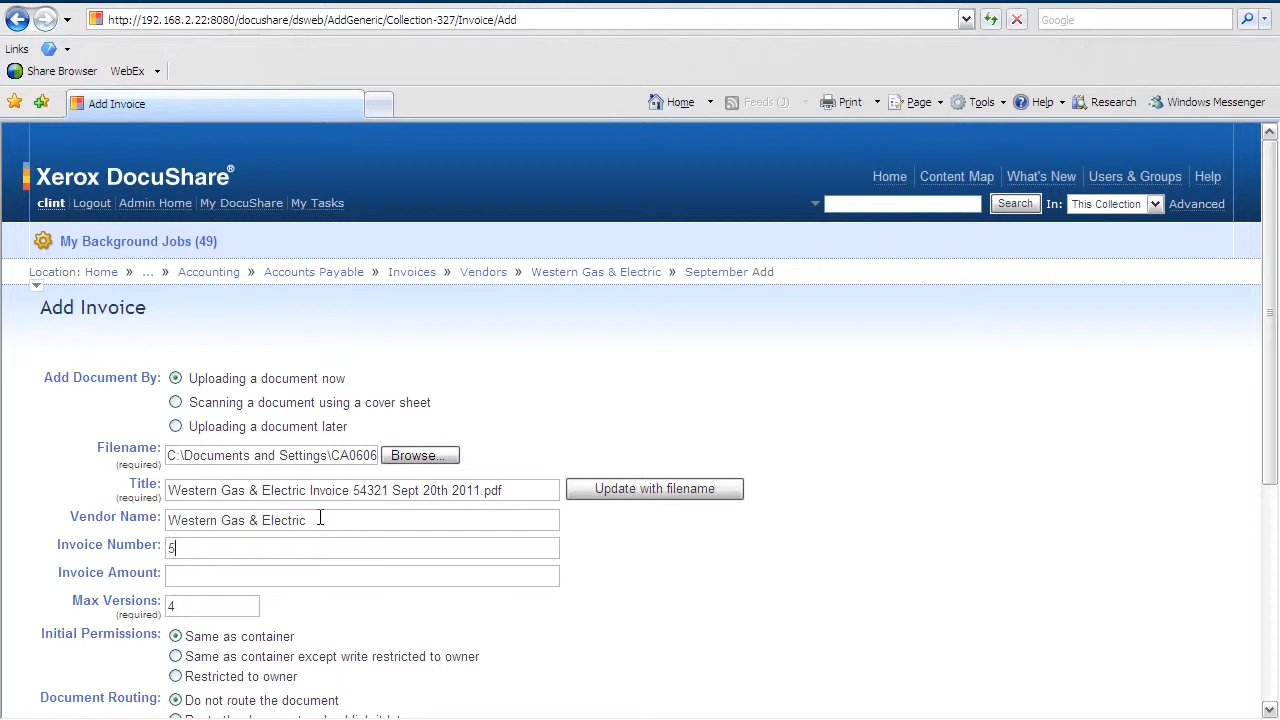 http://192.168.2.22:8080/docushare/dsweb/AddGeneric/Collection-327/Invoice/Add
Google
Links
Share Browser WebEx
Add Invoice
Home Feeds (J) Print Page Tools Help Research Windows Messenger
Xerox DocuShare®
Home Content Map What's New Users & Groups Help
clint Logout Admin Home My DocuShare My Tasks
Search In: This Collection Advanced
My Background Jobs (49)
Location: Home » ... » Accounting » Accounts Payable » Invoices » Vendors » Western Gas & Electric » September Add
Add Invoice
Add Document By: Uploading a document now
Scanning a document using a cover sheet
Uploading a document later
Filename: C:\Documents and Settings\CA0606 Browse...
(required)
Title: Western Gas & Electric Invoice 54321 Sept 20th 2011.pdf Update with filename
(required)
Vendor Name: Western Gas & Electric
Invoice Number: 5
Invoice Amount:
Max Versions: 4
(required)
Initial Permissions: Same as container
Same as container except write restricted to owner
Restricted to owner
Document Routing: Do not route the document